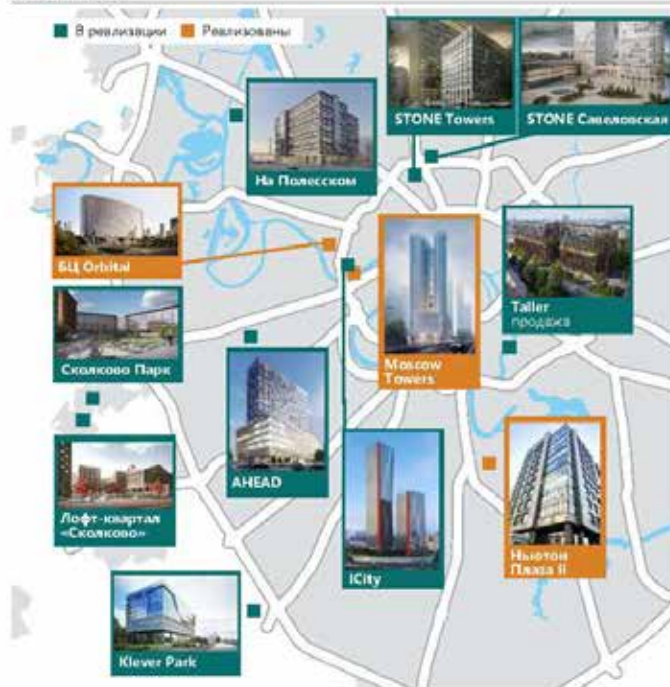 В реализации
Реализованы
STONE Towers
STONE Савеловская
На Полесском
БЦ Orbital
Taller
продажа
Сколково Парк
Moscow
Towers
AHEAD
Лофт-квартал
«Сколково»
ICity
Ньютон
Плаза II
Klever Park